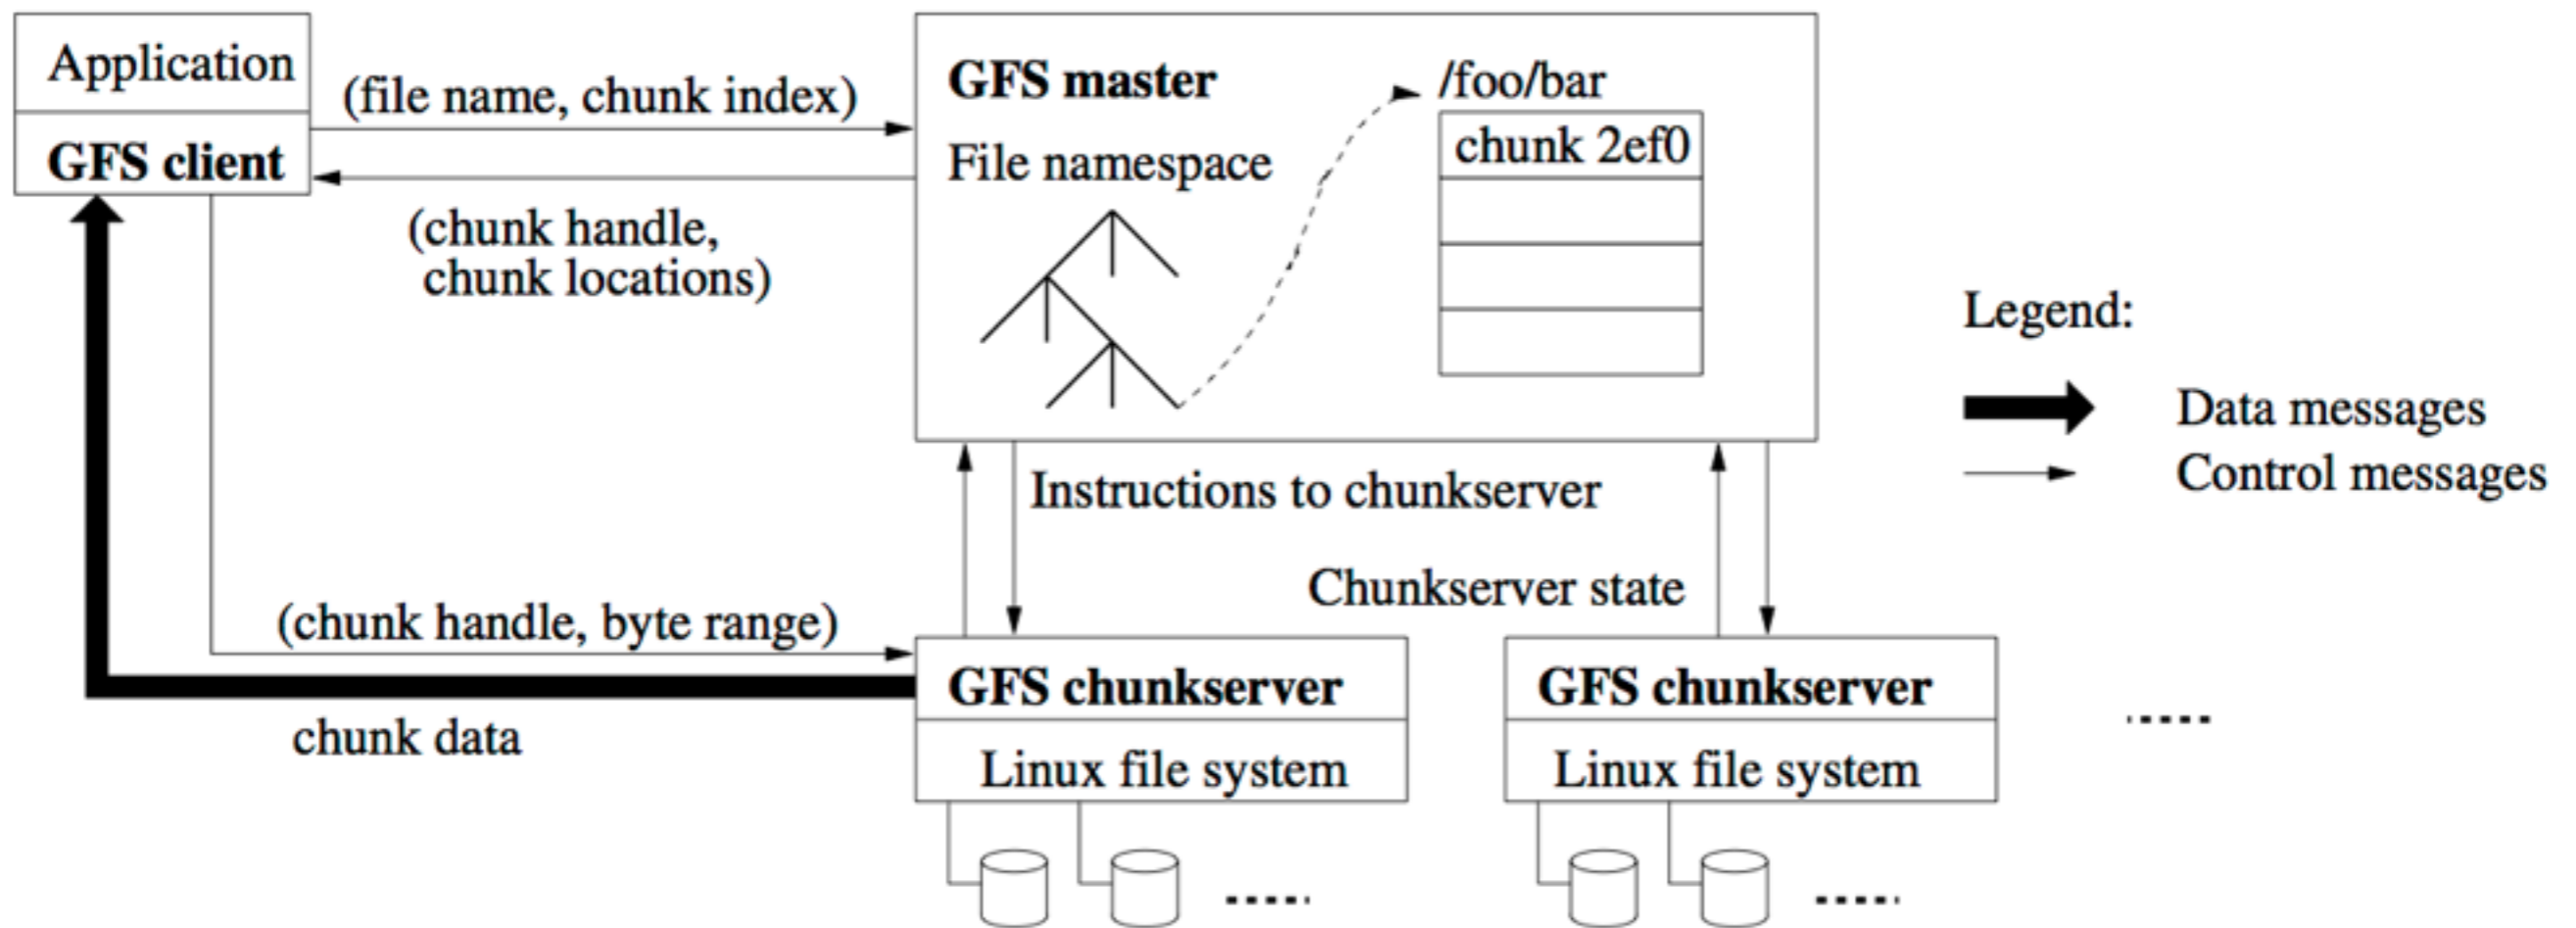 Application
GFS client
(file name, chunk index)
(chunk handle,
chunk locations)
GFS master
File namespace
/foo/bar
chunk 2ef0
Legend:
Data messages
Control messages
Instructions to chunkserver
Chunkserver state
(chunk handle, byte range)
chunk data
GFS chunkserver
Linux file system
GFS chunkserver
Linux file system